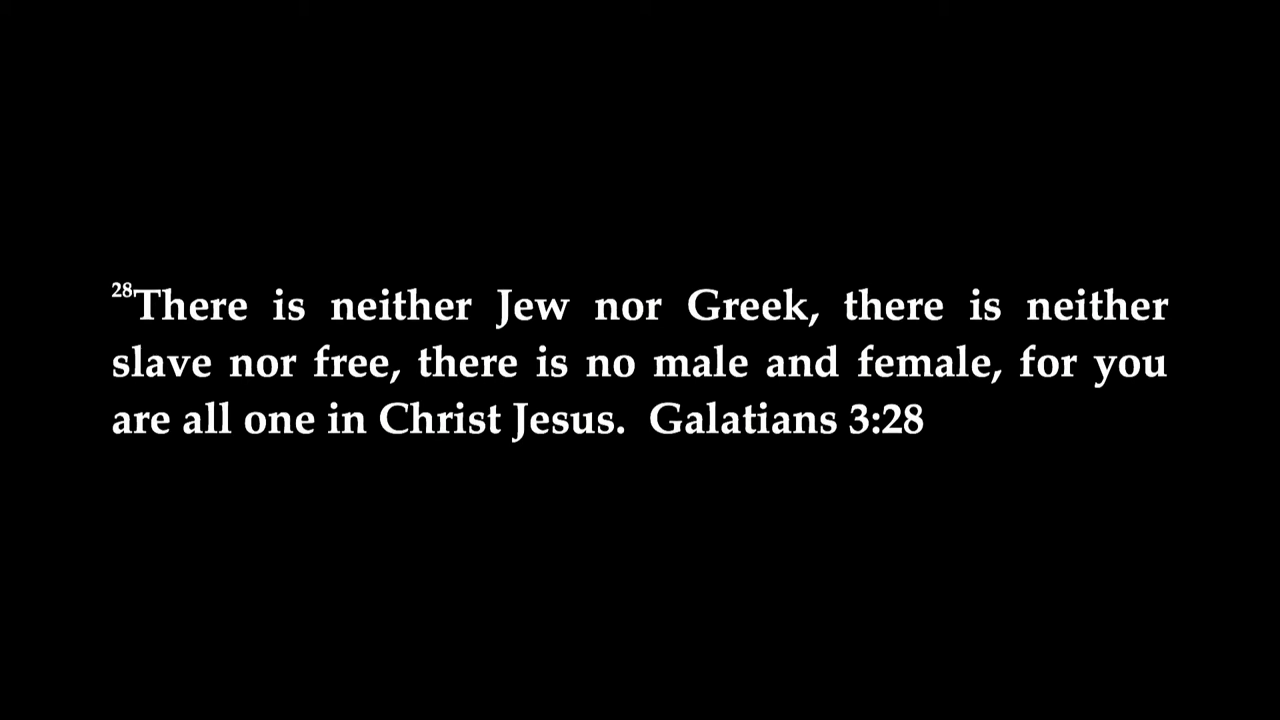 28There is neither Jew nor Greek, there is neither
slave nor free, there is no male and female, for you
are all one in Christ Jesus.  Galatians 3:28